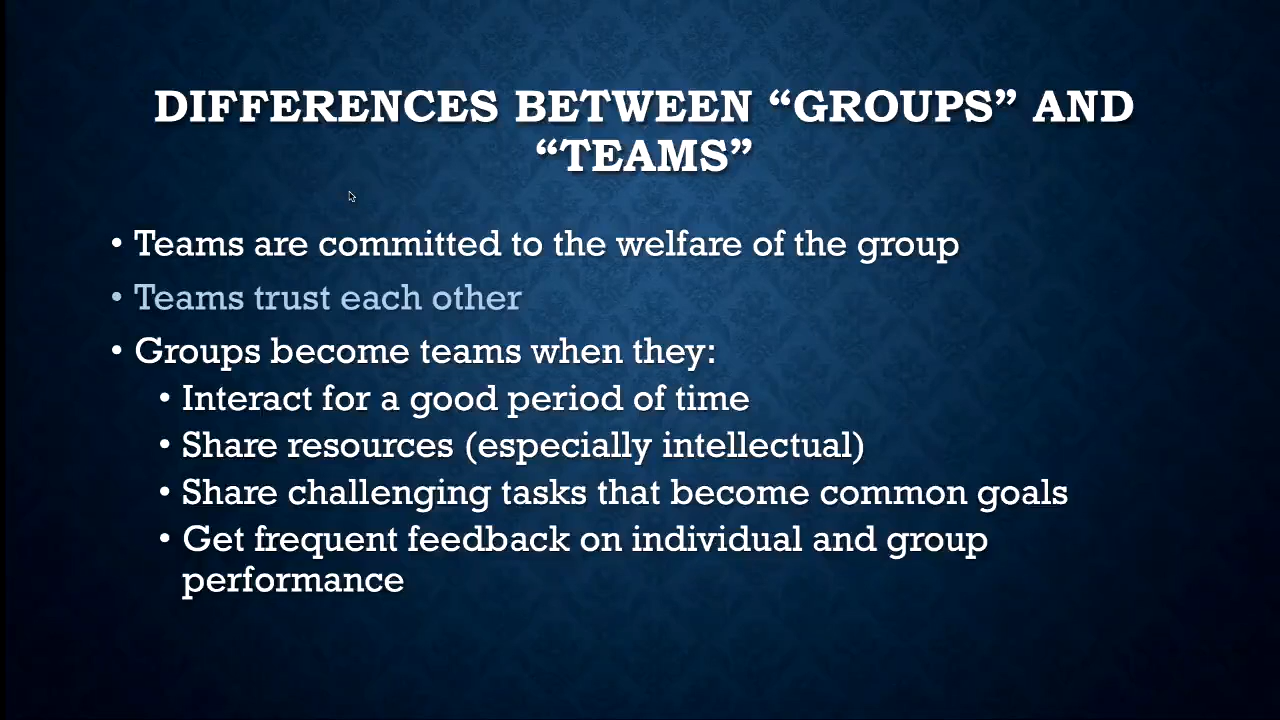 DIFFERENCES BETWEEN “GROUPS” AND
“TEAMS”
• Teams are committed to the welfare of the group
• Teams trust each other
• Groups become teams when they:
• Interact for a good period of time
• Share resources (especially intellectual)
• Share challenging tasks that become common goals
• Get frequent feedback on individual and group
performance